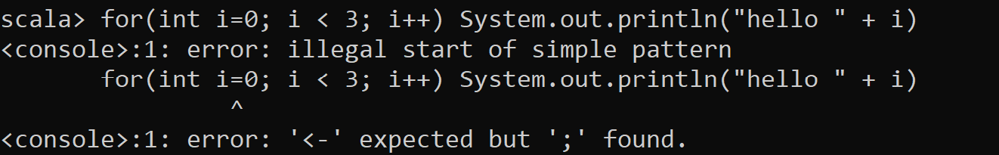 scala> for(int i=0; i < 3; i++) System.out.println("hello " + i)
<console>:1: error: illegal start of simple pattern
       for(int i=0; i < 3; i++) System.out.println("hello " + i)
                ^
<console>:1: error: '<-' expected but ';' found.